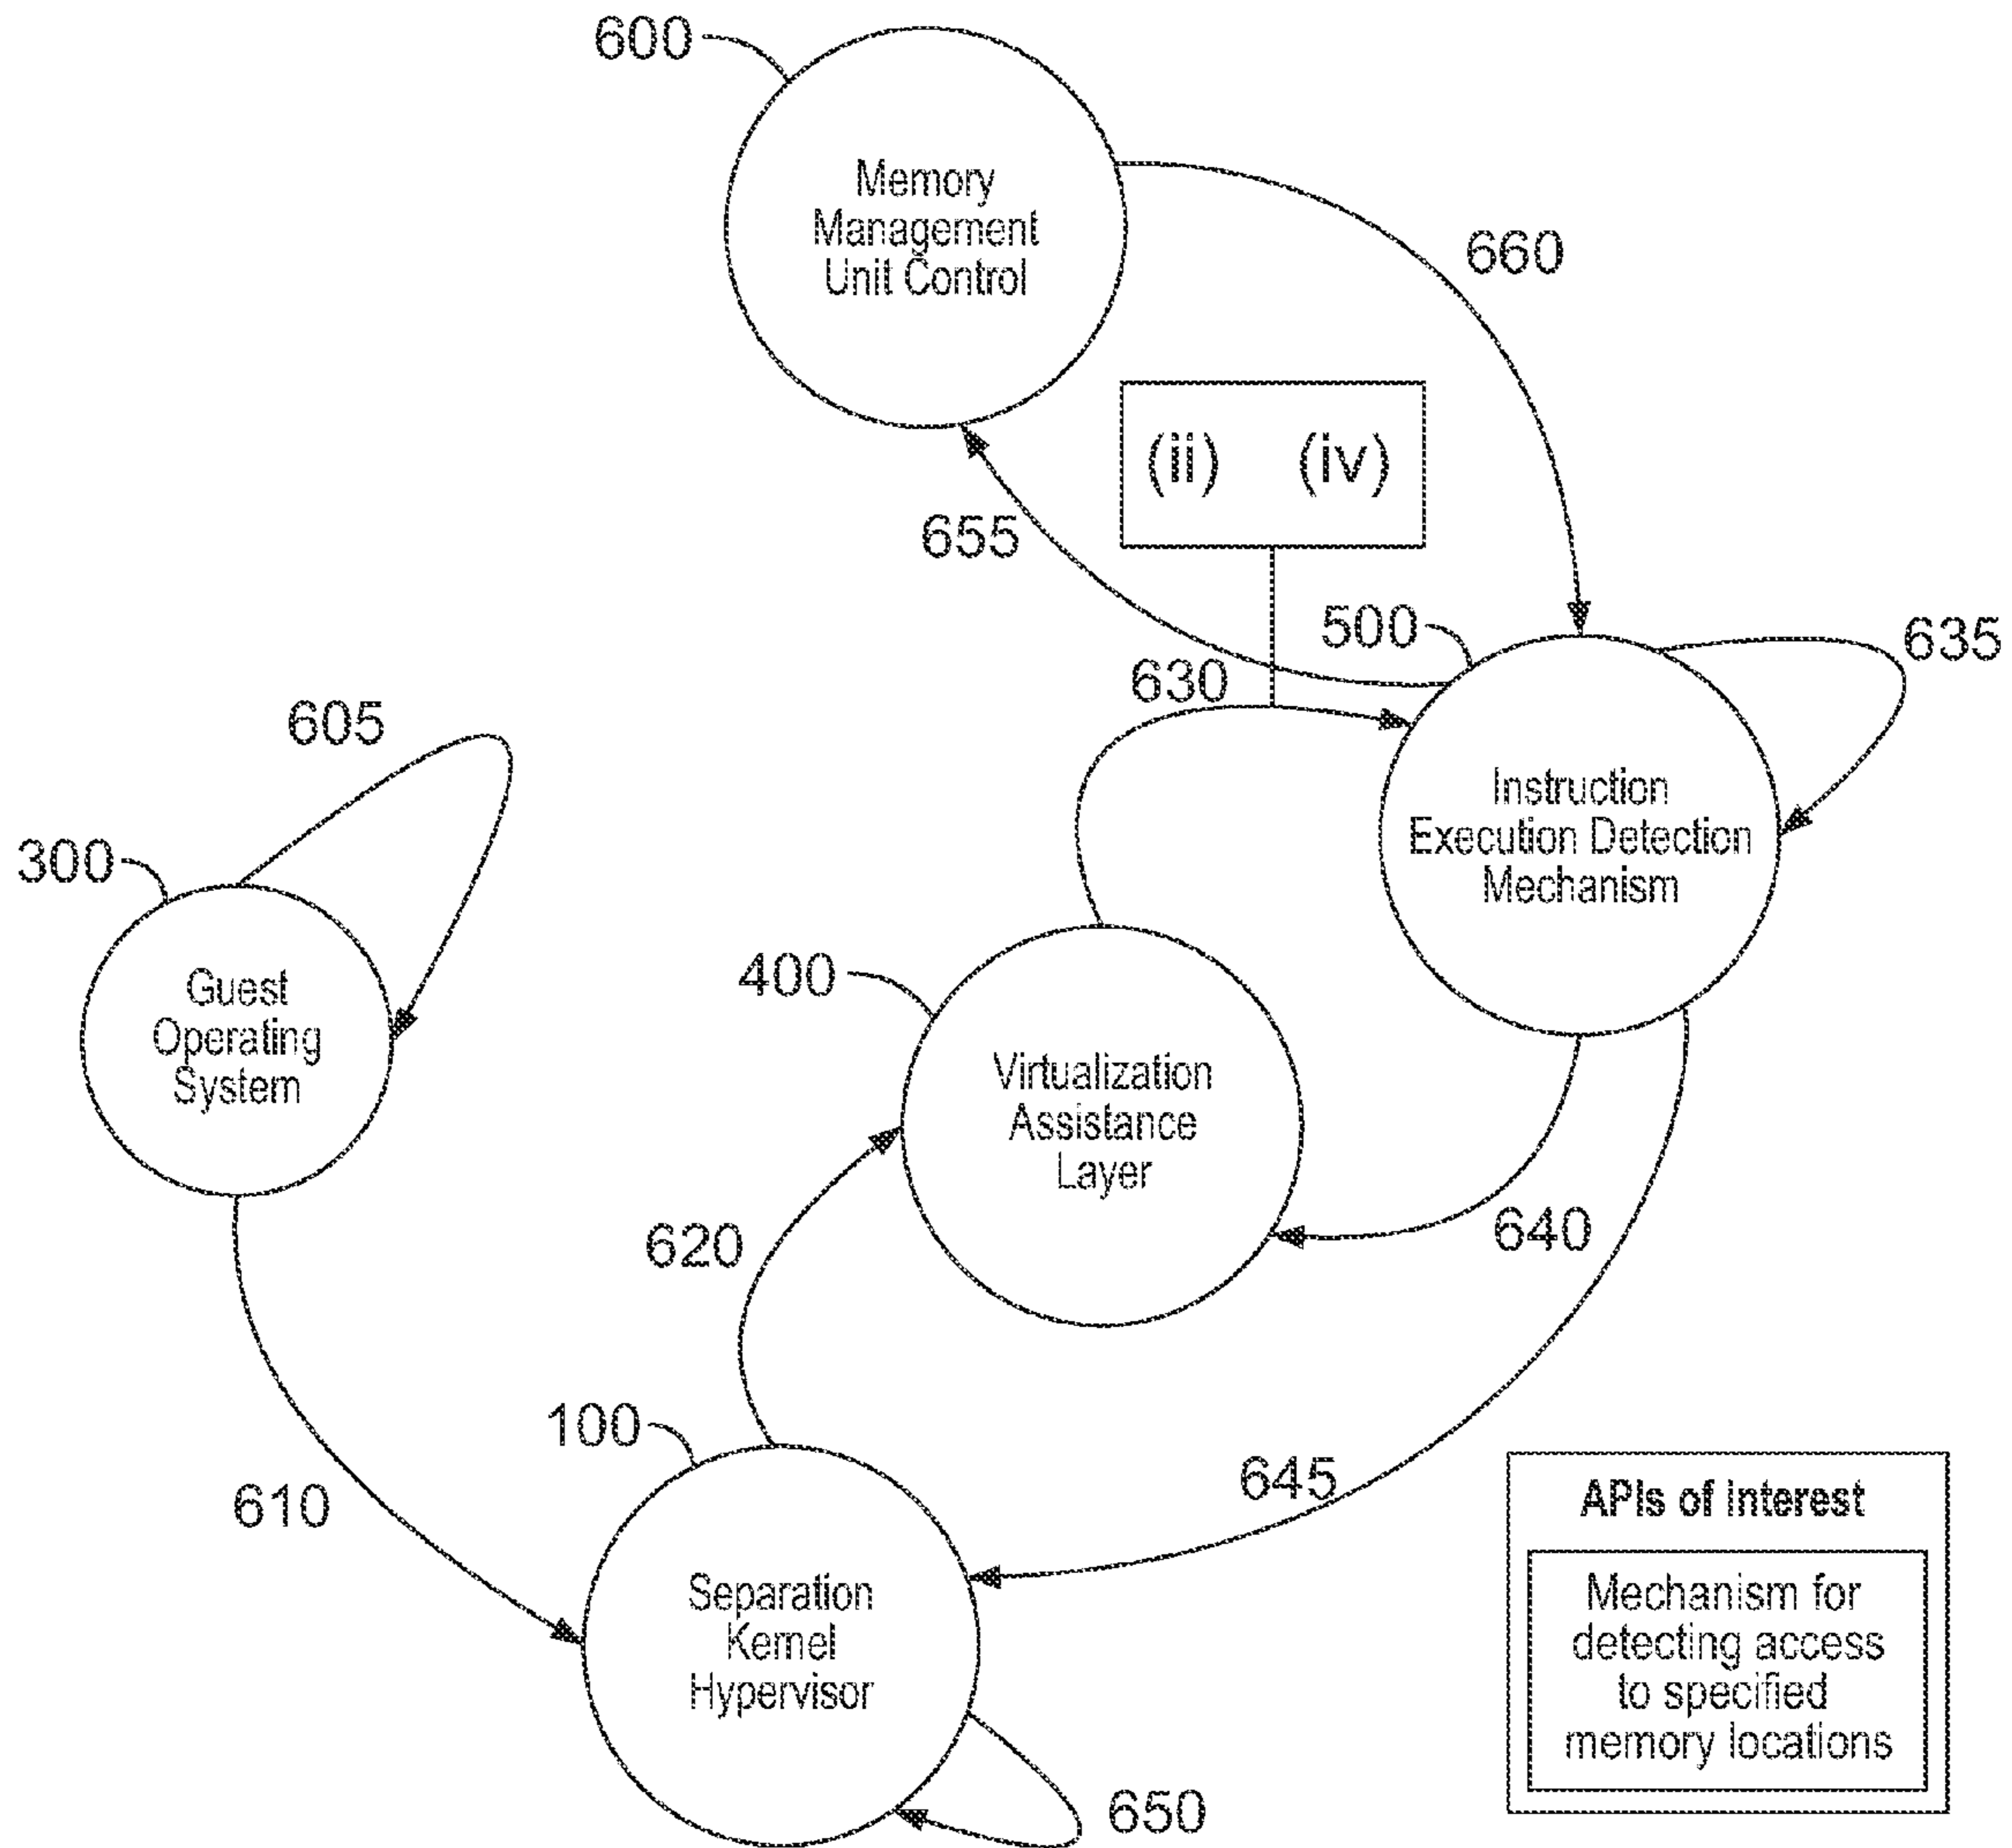 600
Memory
Management
Unit Control
660
(ii) (iv)
655
500
635
630
605
Instruction
Execution Detection
Mechanism
300
400
Guest
Operating
System
Virtualization
Assistance
Layer
620
640
100
645
610
APIs of interest
Separation
Kernel
Hypervisor
Mechanism for
detecting access
to specified
memory locations
650